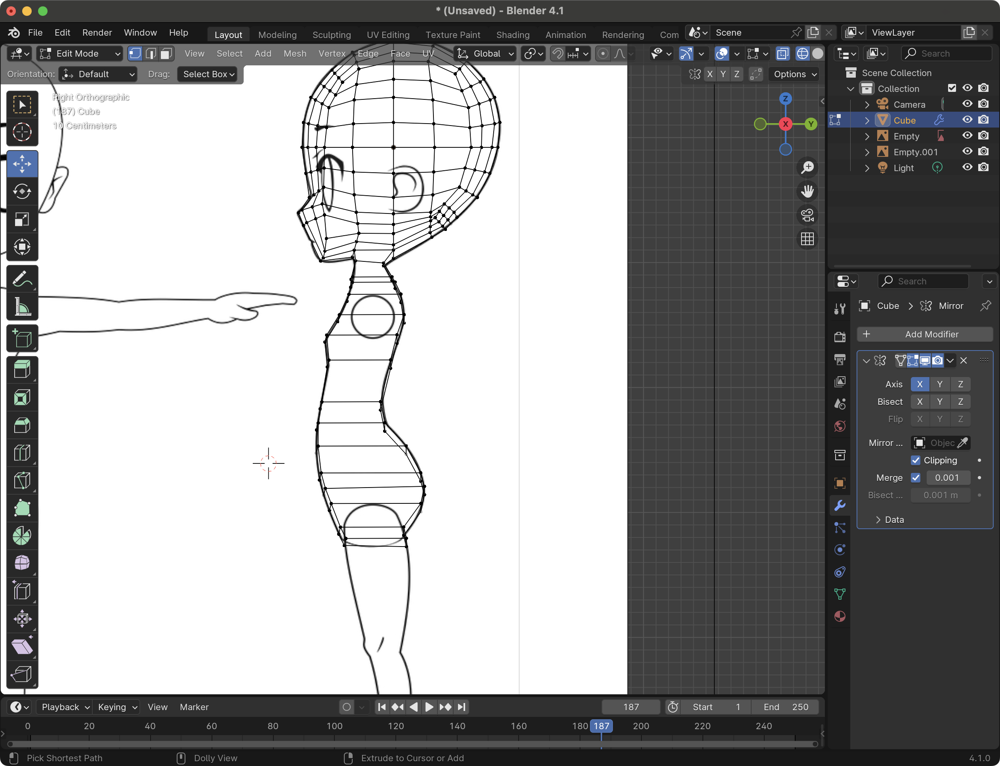 * (Unsaved) - Blender 4.1
File Edit Render Window Help Layout Modeling Sculpting UV Editing Texture Paint Shading Animation Rendering Com Scene ViewLayer
Edit Mode View Select Add Mesh Vertex Edge Face UV Global Search
Orientation: Default Drag: Select Box X Y Z Options
Right Orthographic
(187) Cube
10 Centimeters
Z
X
Y
Scene Collection
Collection
Camera
Cube
Empty
Empty.001
Light
Search
Cube > Mirror
+ Add Modifier
Axis X Y Z
Bisect X Y Z
Flip X Y Z
Mirror ... Objec
Clipping
Merge 0.001
Bisect ... 0.001 m
Data
Playback Keying View Marker 187 Start 1 End 250
0 20 40 60 80 100 120 140 160 180 187 200 220 240
Pick Shortest Path Dolly View Extrude to Cursor or Add 4.1.0